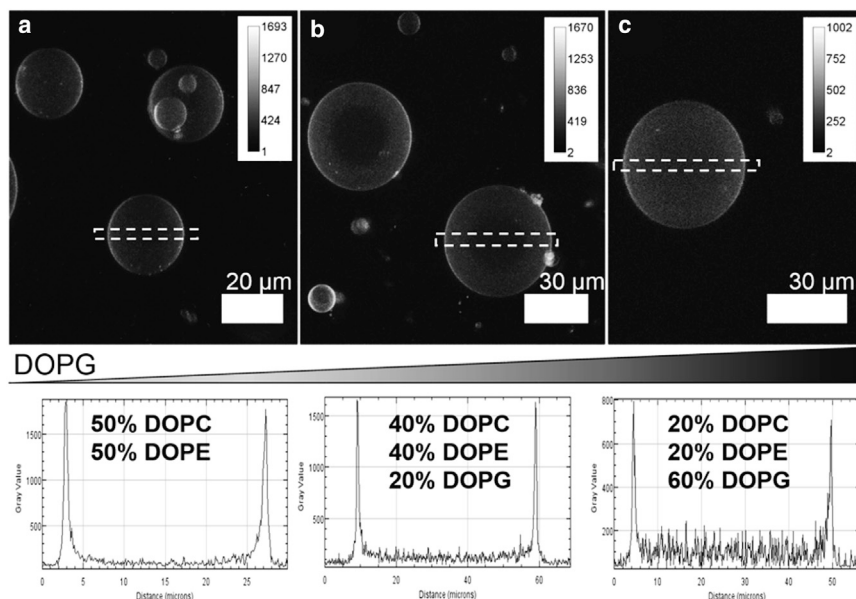 a
1693
1270
847
424
1
20 µm
b
1670
1253
836
419
2
30 µm
c
1002
752
502
252
2
30 µm
DOPG
50% DOPC
50% DOPE
Gray Value
1500
1000
500
0
5
10
15
20
25
Distance (microns)
40% DOPC
40% DOPE
20% DOPG
Gray Value
1500
1000
500
0
20
40
60
Distance (microns)
20% DOPC
20% DOPE
60% DOPG
Gray Value
800
600
400
200
0
10
20
30
40
50
Distance (microns)